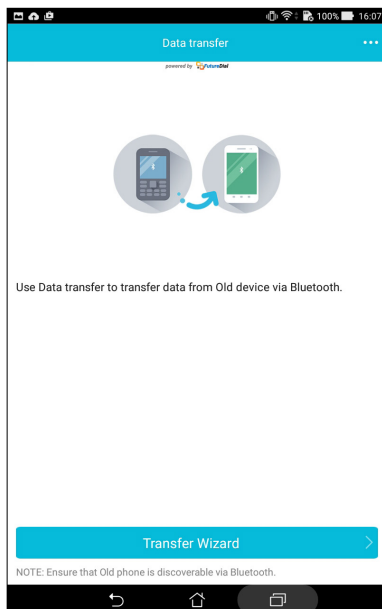 100% 16:07
Data transfer
powered by FutureDial
Use Data transfer to transfer data from Old device via Bluetooth.
Transfer Wizard
NOTE: Ensure that Old phone is discoverable via Bluetooth.